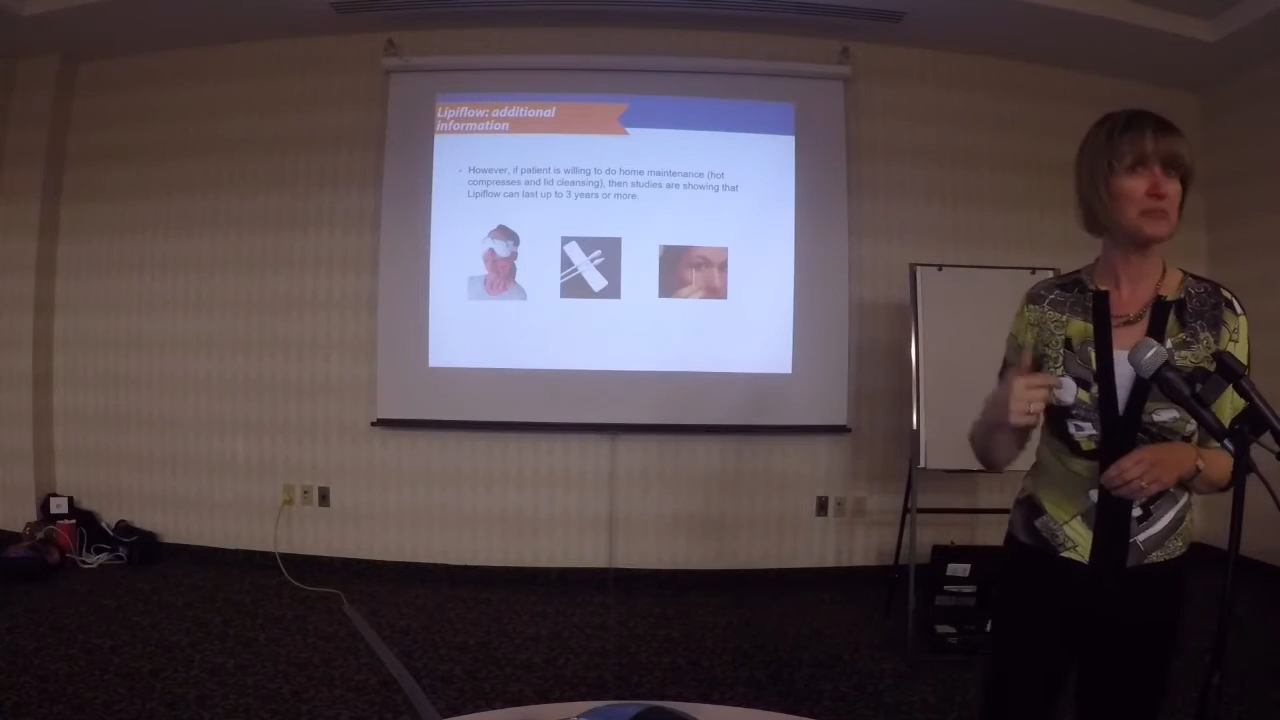 Lipiflow: additional
information
- However, if patient is willing to do home maintenance (hot
compresses and lid cleansing), then studies are showing that
Lipiflow can last up to 3 years or more.